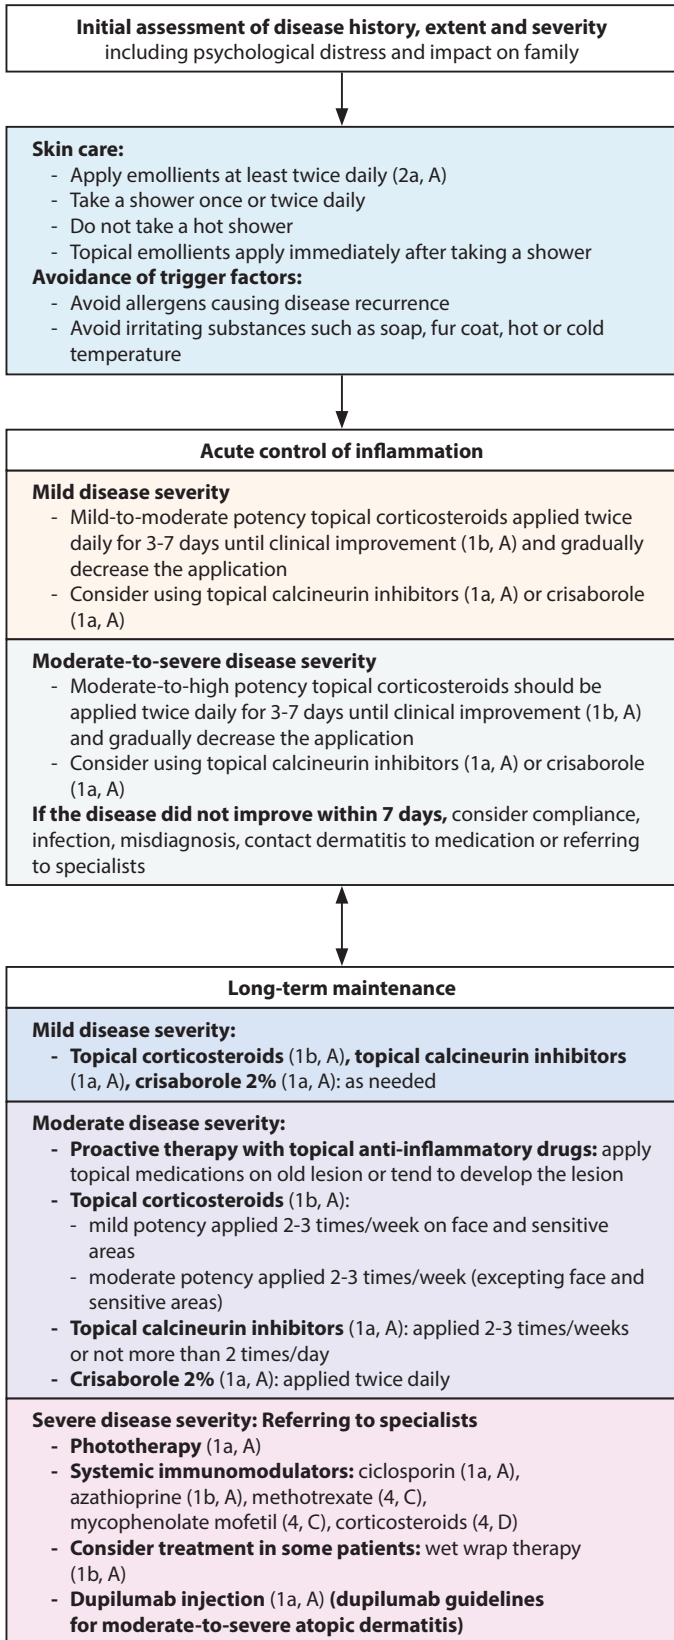 Initial assessment of disease history, extent and severity
including psychological distress and impact on family
Skin care:
- Apply emollients at least twice daily (2a, A)
- Take a shower once or twice daily
- Do not take a hot shower
- Topical emollients apply immediately after taking a shower
Avoidance of trigger factors:
- Avoid allergens causing disease recurrence
- Avoid irritating substances such as soap, fur coat, hot or cold
temperature
Acute control of inflammation
Mild disease severity
- Mild-to-moderate potency topical corticosteroids applied twice
daily for 3-7 days until clinical improvement (1b, A) and gradually
decrease the application
- Consider using topical calcineurin inhibitors (1a, A) or crisaborole
(1a, A)
Moderate-to-severe disease severity
- Moderate-to-high potency topical corticosteroids should be
applied twice daily for 3-7 days until clinical improvement (1b, A)
and gradually decrease the application
- Consider using topical calcineurin inhibitors (1a, A) or crisaborole
(1a, A)
If the disease did not improve within 7 days, consider compliance,
infection, misdiagnosis, contact dermatitis to medication or referring
to specialists
Long-term maintenance
Mild disease severity:
- Topical corticosteroids (1b, A), topical calcineurin inhibitors
(1a, A), crisaborole 2% (1a, A): as needed
Moderate disease severity:
- Proactive therapy with topical anti-inflammatory drugs: apply
topical medications on old lesion or tend to develop the lesion
- Topical corticosteroids (1b, A):
- mild potency applied 2-3 times/week on face and sensitive
areas
- moderate potency applied 2-3 times/week (excepting face and
sensitive areas)
- Topical calcineurin inhibitors (1a, A): applied 2-3 times/weeks
or not more than 2 times/day
- Crisaborole 2% (1a, A): applied twice daily
Severe disease severity: Referring to specialists
- Phototherapy (1a, A)
- Systemic immunomodulators: ciclosporin (1a, A),
azathioprine (1b, A), methotrexate (4, C),
mycophenolate mofetil (4, C), corticosteroids (4, D)
- Consider treatment in some patients: wet wrap therapy
(1b, A)
- Dupilumab injection (1a, A) (dupilumab guidelines
for moderate-to-severe atopic dermatitis)